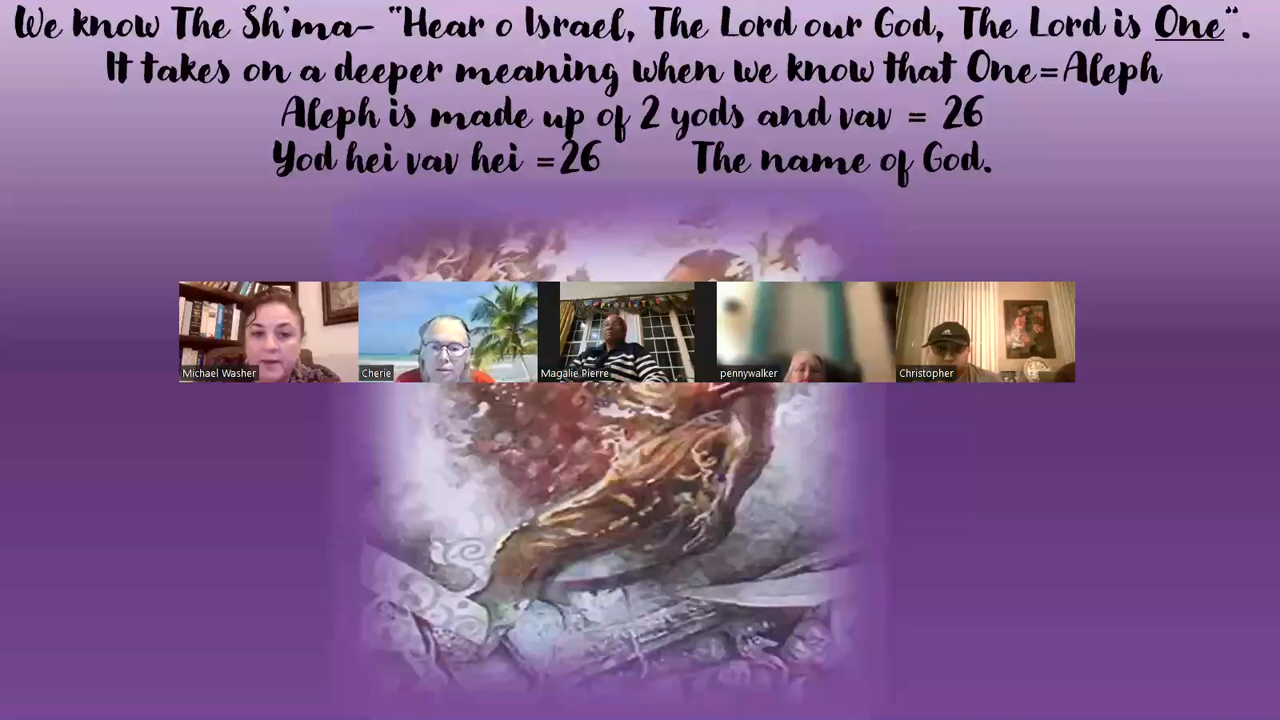 We know The Sh'ma- "Hear o Israel, The Lord our God, The Lord is One".
It takes on a deeper meaning when we know that One=Aleph
Aleph is made up of 2 yods and vav = 26
Yod hei vav hei =26 The name of God.
Michael Washer
Cherie
Magalie Pierre
pennywalker
Christopher